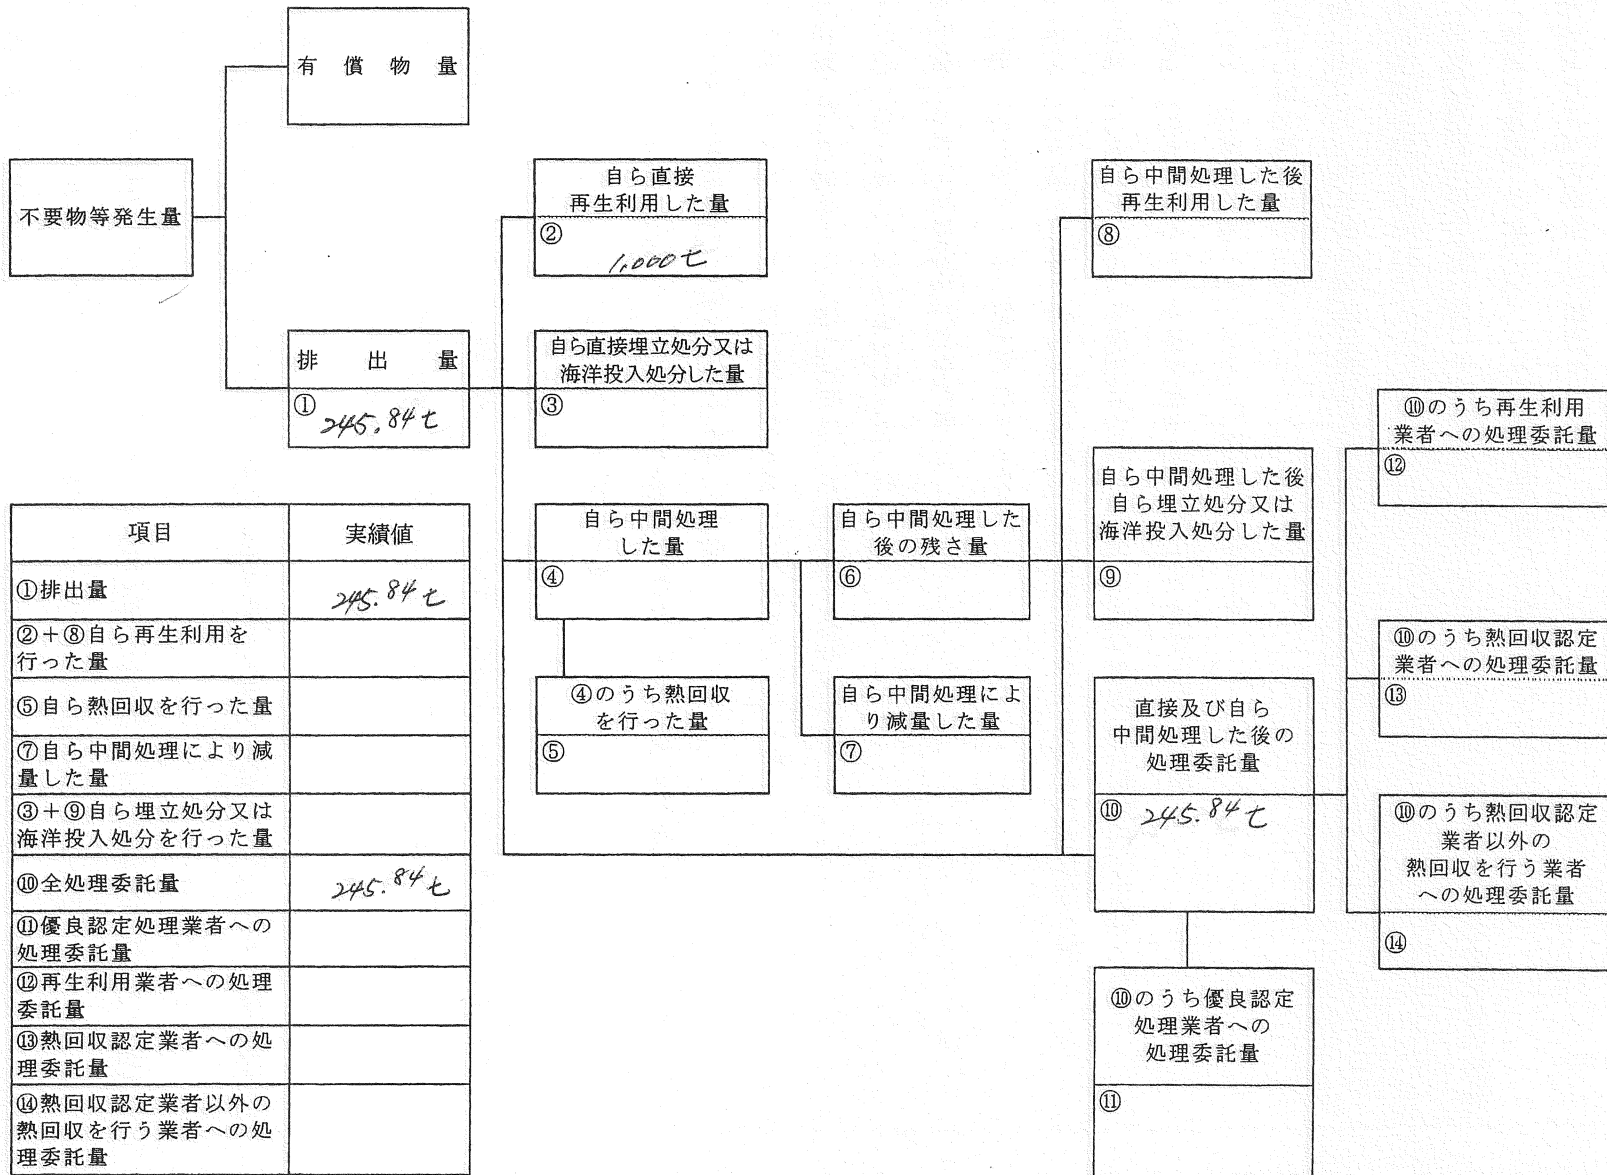 有償物量
不要物等発生量
排出量
① 245.84t
自ら直接
再生利用した量
②
1,000t
自ら直接埋立処分又は
海洋投入処分した量
③
自ら中間処理
した量
④
④のうち熱回収
を行った量
⑤
自ら中間処理した
後の残さ量
⑥
自ら中間処理によ
り減量した量
⑦
自ら中間処理した後
再生利用した量
⑧
自ら中間処理した後
自ら埋立処分又は
海洋投入処分した量
⑨
直接及び自ら
中間処理した後の
処理委託量
⑩ 245.84t
⑩のうち優良認定
処理業者への
処理委託量
⑪
⑩のうち再生利用
業者への処理委託量
⑫
⑩のうち熱回収認定
業者への処理委託量
⑬
⑩のうち熱回収認定
業者以外の
熱回収を行う業者
への処理委託量
⑭
項目 実績値
①排出量 245.84t
②+⑧自ら再生利用を
行った量
⑤自ら熱回収を行った量
⑦自ら中間処理により減
量した量
③+⑨自ら埋立処分又は
海洋投入処分を行った量
⑩全処理委託量 245.84t
⑪優良認定処理業者への
処理委託量
⑫再生利用業者への処理
委託量
⑬熱回収認定業者への処
理委託量
⑭熱回収認定業者以外の
熱回収を行う業者への処
理委託量